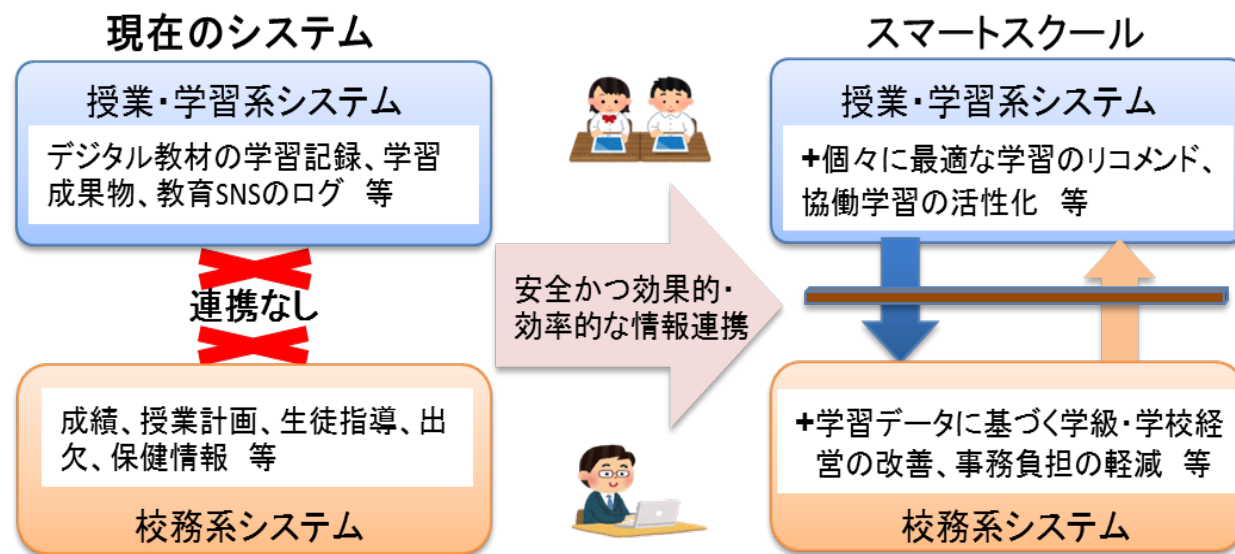 現在のシステム
授業・学習系システム
デジタル教材の学習記録、学習
成果物、教育SNSのログ　等
連携なし
成績、授業計画、生徒指導、出
欠、保健情報　等
校務系システム
安全かつ効果的・
効率的な情報連携
スマートスクール
授業・学習系システム
+個々に最適な学習のリコメンド、
協働学習の活性化　等
+学習データに基づく学級・学校経
営の改善、事務負担の軽減　等
校務系システム